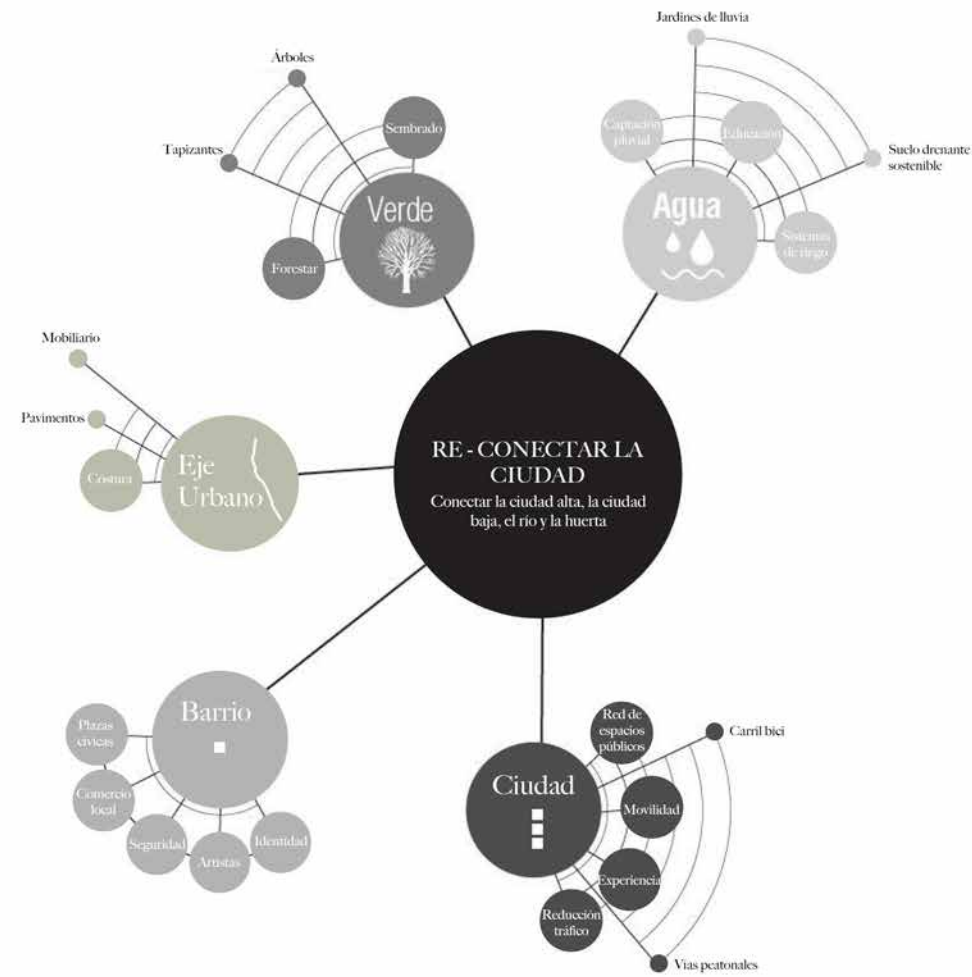 Jardines de lluvia
Árboles
Sembrado
Captación
pluvial
Educación
Tapizantes
Suelo drenante
sostenible
Verde
Agua
Forestar
Sistemas
de riego
Mobiliario
Pavimentos
Costura
Eje
Urbano
RE - CONECTAR LA
CIUDAD
Conectar la ciudad alta, la ciudad
baja, el río y la huerta
Barrio
Plazas
cívicas
Comercio
local
Seguridad
Artistas
Identidad
Red de
espacios
públicos
Carril bici
Ciudad
Movilidad
Experiencia
Reducción
tráfico
Vias peatonales